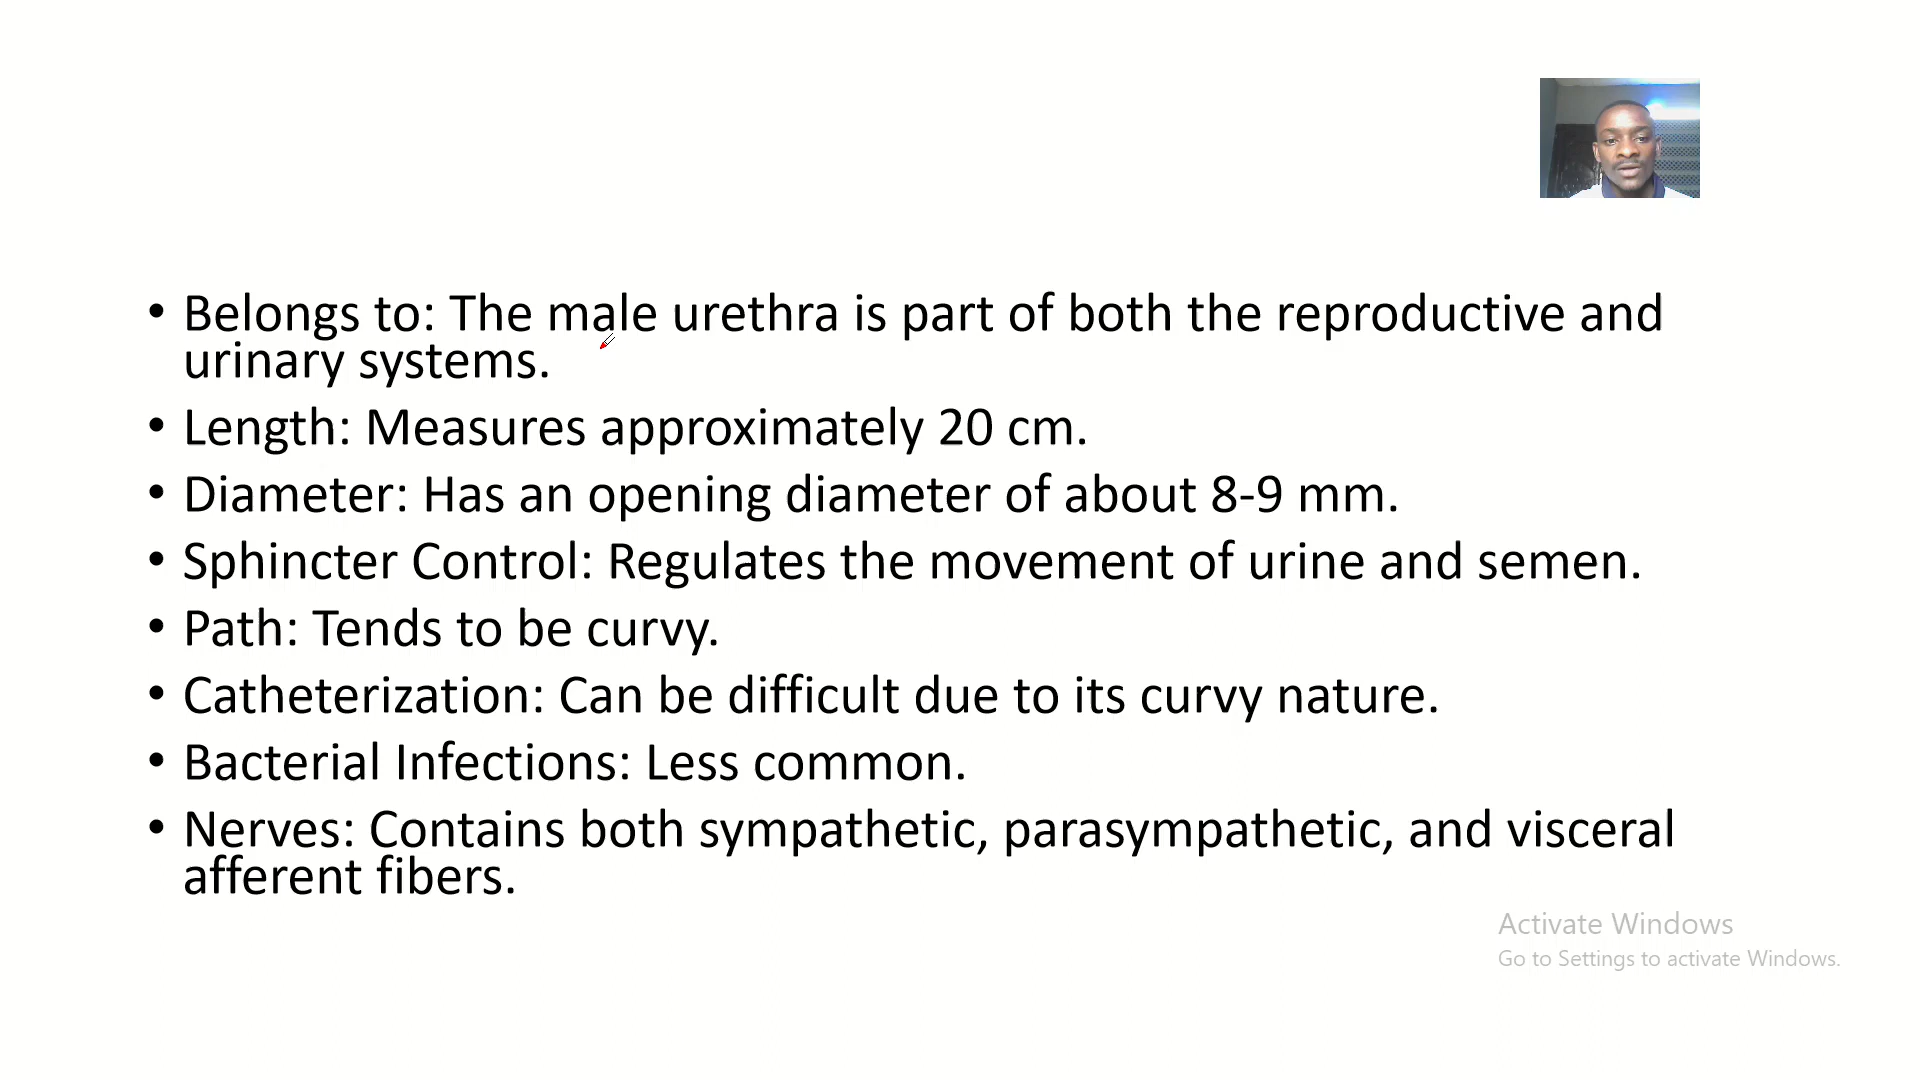 • Belongs to: The male urethra is part of both the reproductive and
urinary systems.
• Length: Measures approximately 20 cm.
• Diameter: Has an opening diameter of about 8-9 mm.
• Sphincter Control: Regulates the movement of urine and semen.
• Path: Tends to be curvy.
• Catheterization: Can be difficult due to its curvy nature.
• Bacterial Infections: Less common.
• Nerves: Contains both sympathetic, parasympathetic, and visceral
afferent fibers.
Activate Windows
Go to Settings to activate Windows.